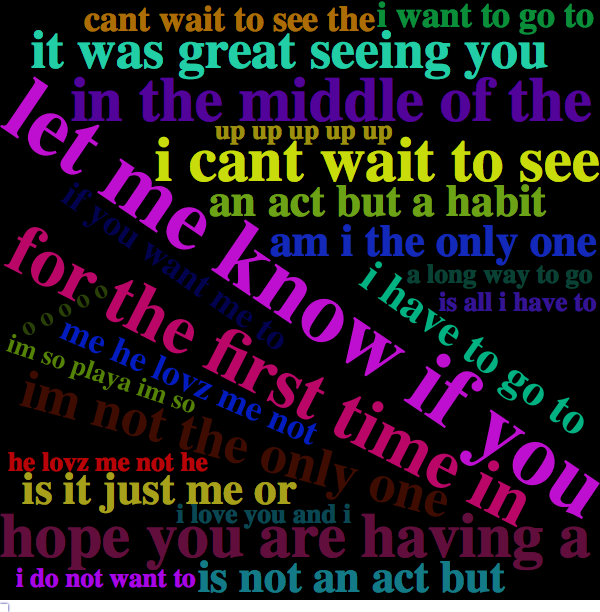 cant wait to see the
i want to go to
it was great seeing you
in the middle of the
up up up up up
let me know if you
i cant wait to see
an act but a habit
if you want me to
am i the only one
for the first time in
i have to go to
a long way to go
is all i have to
o o o o o
me he lovz me not
im so playa im so
im not the only one
he lovz me not he
is it just me or
i love you and i
hope you are having a
i do not want to
is not an act but